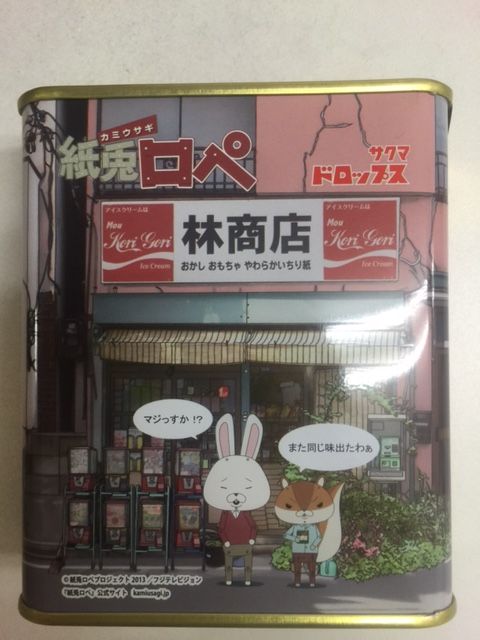 カミウサギ
紙兎ロペ
サクマ
ドロップス
アイスクリームは
Mou
Kori Gori
Ice Cream
林商店
おかし おもちゃ やわらかいちり紙
アイスクリームは
Mou
Kori Gori
Ice Cream
マジっすか !?
また同じ味出たわぁ
©紙兎ロペプロジェクト 2013／フジテレビジョン
『紙兎ロペ』公式サイト kamiusagi.jp